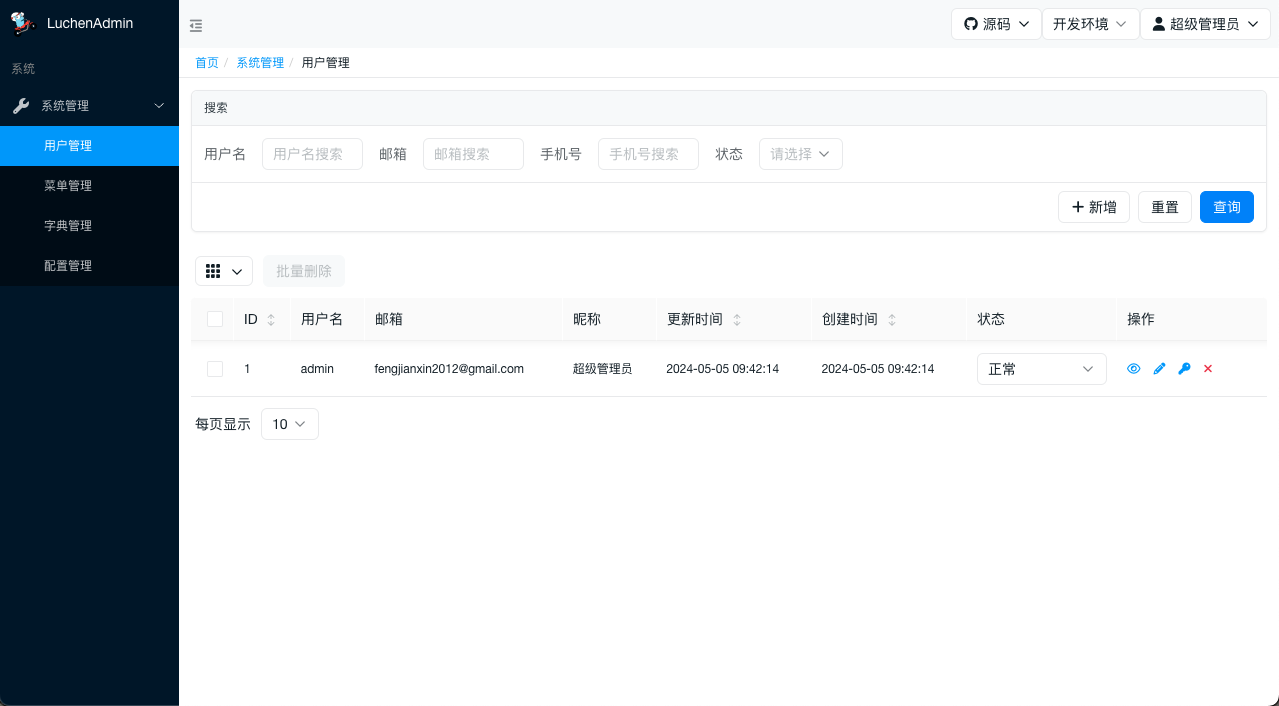 LuchenAdmin
源码
开发环境
超级管理员
系统
系统管理
用户管理
菜单管理
字典管理
配置管理
首页 / 系统管理 / 用户管理
搜索
用户名 用户名搜索 邮箱 邮箱搜索 手机号 手机号搜索 状态 请选择
新增 重置 查询
批量删除
ID 用户名 邮箱 昵称 更新时间 创建时间 状态 操作
1 admin fengjianxin2012@gmail.com 超级管理员 2024-05-05 09:42:14 2024-05-05 09:42:14 正常
每页显示 10